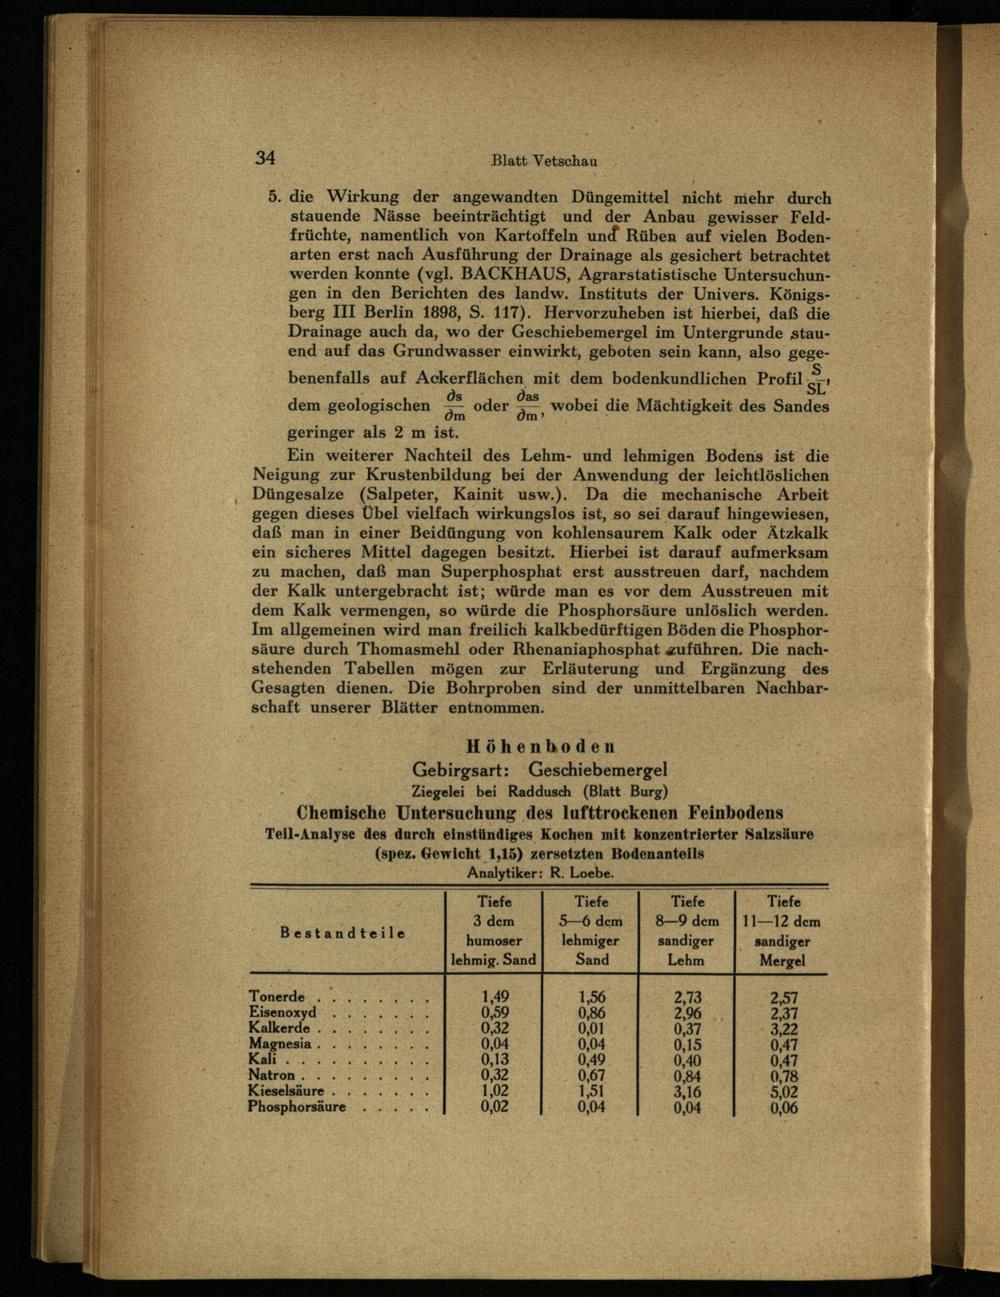 34
Blatt Vetschau
5. die Wirkung der angewandten Düngemittel nicht mehr durch
stauende Nässe beeinträchtigt und der Anbau gewisser Feld-
früchte, namentlich von Kartoffeln und Rüben auf vielen Boden-
arten erst nach Ausführung der Drainage als gesichert betrachtet
werden konnte (vgl. BACKHAUS, Agrarstatistische Untersuchun-
gen in den Berichten des landw. Instituts der Univers. Königs-
berg III Berlin 1898, S. 117). Hervorzuheben ist hierbei, daß die
Drainage auch da, wo der Geschiebemergel im Untergrunde stau-
end auf das Grundwasser einwirkt, geboten sein kann, also gege-
benenfalls auf Ackerflächen mit dem bodenkundlichen Profil S/SL,
dem geologischen ∂s/∂m oder ∂as/∂m, wobei die Mächtigkeit des Sandes
geringer als 2 m ist.
Ein weiterer Nachteil des Lehm- und lehmigen Bodens ist die
Neigung zur Krustenbildung bei der Anwendung der leichtlöslichen
Düngesalze (Salpeter, Kainit usw.). Da die mechanische Arbeit
gegen dieses Übel vielfach wirkungslos ist, so sei darauf hingewiesen,
daß man in einer Beidüngung von kohlensaurem Kalk oder Ätzkalk
ein sicheres Mittel dagegen besitzt. Hierbei ist darauf aufmerksam
zu machen, daß man Superphosphat erst ausstreuen darf, nachdem
der Kalk untergebracht ist; würde man es vor dem Ausstreuen mit
dem Kalk vermengen, so würde die Phosphorsäure unlöslich werden.
Im allgemeinen wird man freilich kalkbedürftigen Böden die Phosphor-
säure durch Thomasmehl oder Rhenaniaphosphat zuführen. Die nach-
stehenden Tabellen mögen zur Erläuterung und Ergänzung des
Gesagten dienen. Die Bohrproben sind der unmittelbaren Nachbar-
schaft unserer Blätter entnommen.
Höhenboden
Gebirgsart: Geschiebemergel
Ziegelei bei Raddusch (Blatt Burg)
Chemische Untersuchung des lufttrockenen Feinbodens
Teil-Analyse des durch einstündiges Kochen mit konzentrierter Salzsäure
(spez. Gewicht 1,15) zersetzten Bodenanteils
Analytiker: R. Loebe.
Tiefe Tiefe Tiefe Tiefe
3 dcm 5—6 dcm 8—9 dcm 11—12 dcm
Bestandteile
humoser lehmiger sandiger sandiger
lehmig. Sand Sand Lehm Mergel
Tonerde . . . . . . . . 1,49 1,56 2,73 2,57
Eisenoxyd . . . . . . . 0,59 0,86 2,96 2,37
Kalkerde . . . . . . . . 0,32 0,01 0,37 3,22
Magnesia . . . . . . . . 0,04 0,04 0,15 0,47
Kali . . . . . . . . . . 0,13 0,49 0,40 0,47
Natron . . . . . . . . . 0,32 0,67 0,84 0,78
Kieselsäure . . . . . . . 1,02 1,51 3,16 5,02
Phosphorsäure . . . . . 0,02 0,04 0,04 0,06